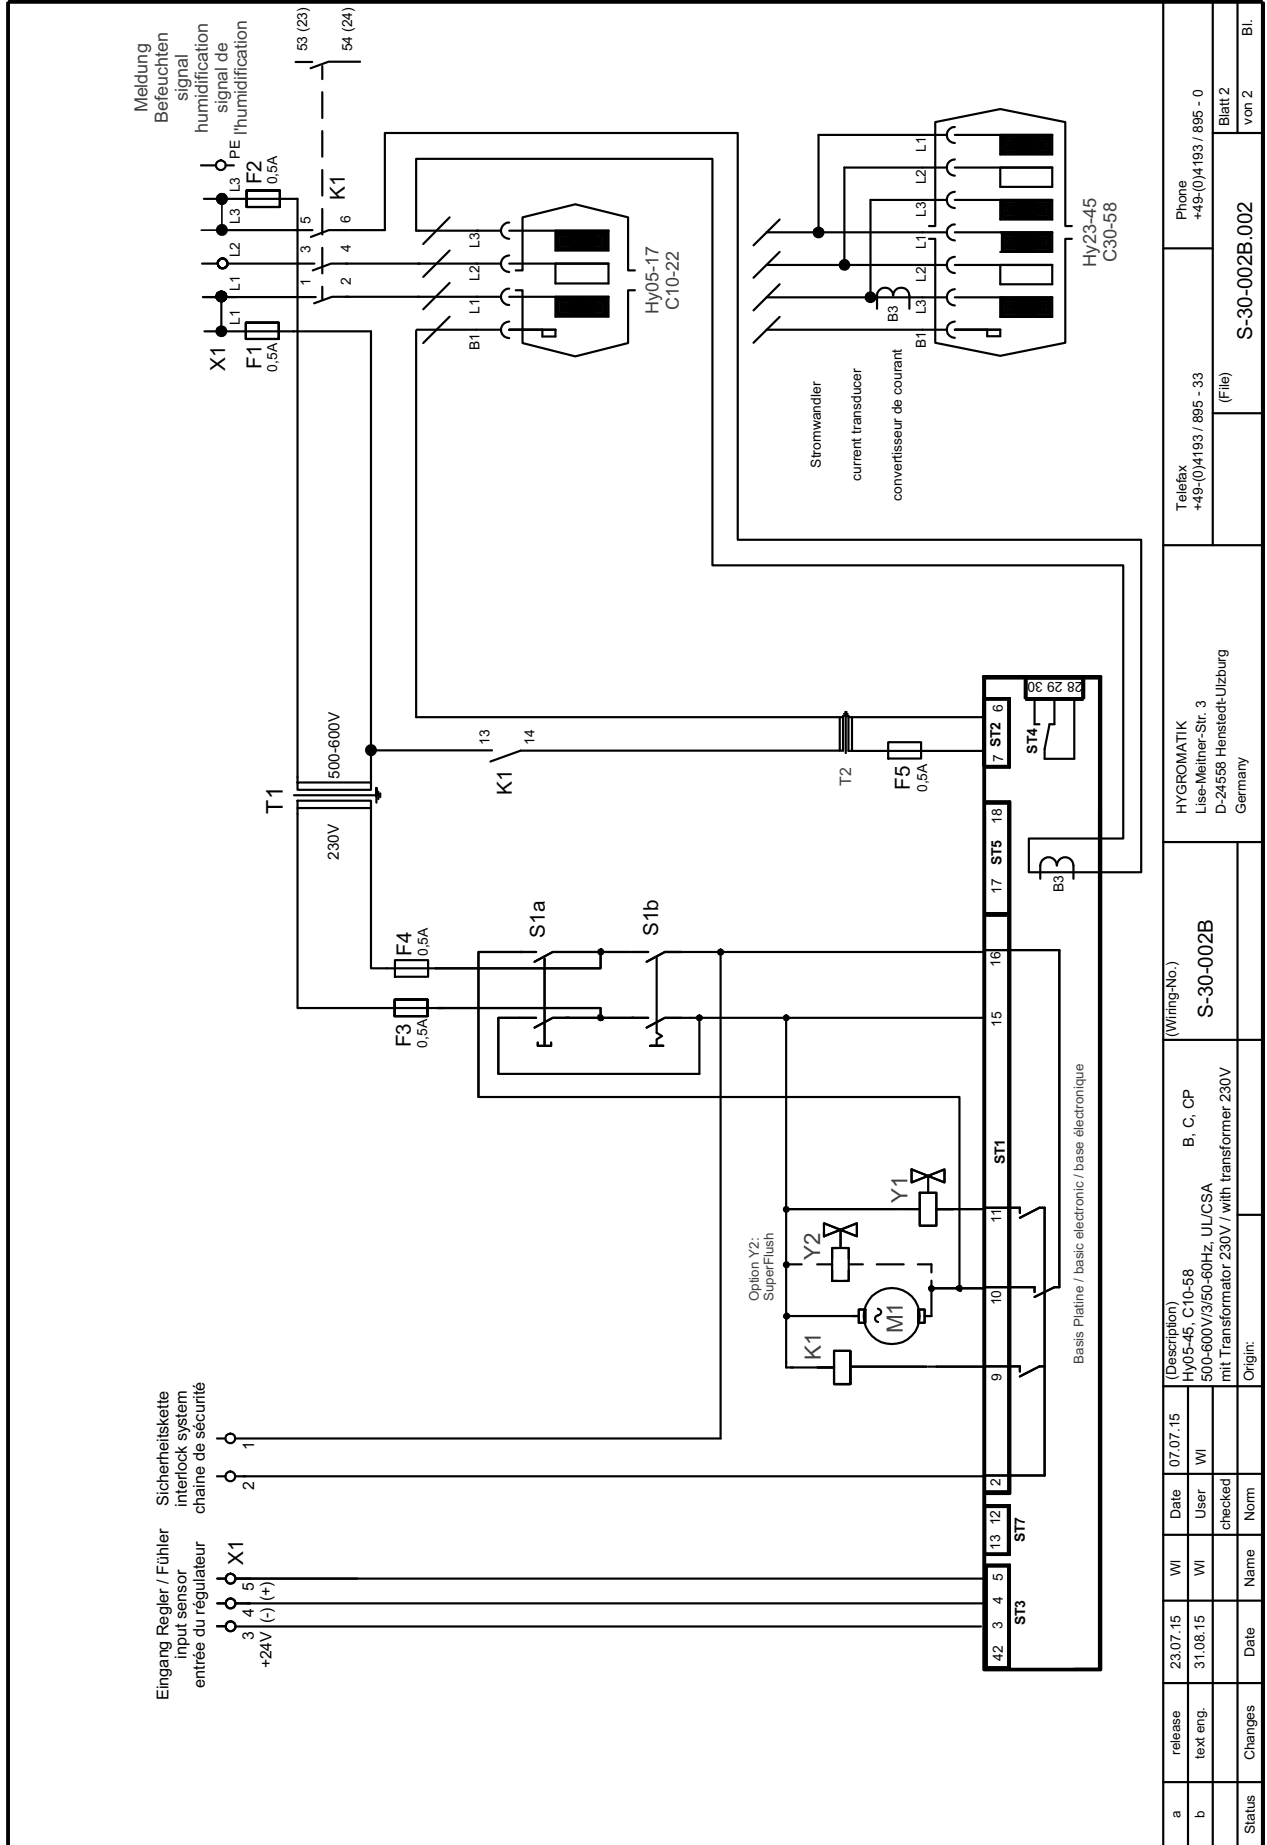 Eingang Regler / Fühler
input sensor
entrée du régulateur
X1
3 4 5
+24V (-) (+)
Sicherheitskette
interlock system
chaine de sécurité
2 1
Meldung
Befeuchten
signal
humidification
signal de
l'humidification
53 (23)
54 (24)
X1
L1 L1 L2 L3 L3 PE
F1
0,5A
F2
0,5A
1 3 5
2 4 6
K1
T1
230V
500-600V
F3
0,5A
F4
0,5A
S1a
S1b
K1
13
14
T2
F5
0,5A
B1 L1 L2 L3
Hy05-17
C10-22
Stromwandler
current transducer
convertisseur de courant
B3
B1 L3 L2 L1 L3 L2 L1
Hy23-45
C30-58
Option Y2:
SuperFlush
K1
M1
~
Y2
Y1
42 3 4 5
ST3
13 12
ST7
2 9 10 11 ST1 15 16
17 ST5 18
7 ST2 6
ST4
28 29 30
B3
Basis Platine / basic electronic / base électronique
a release 23.07.15 WI Date 07.07.15
b text eng. 31.08.15 WI User WI
checked
Status Changes Date Name Norm
(Description)
Hy05-45, C10-58 B, C, CP
500-600V/3/50-60Hz, UL/CSA
mit Transformator 230V / with transformer 230V
Origin:
(Wiring-No.)
S-30-002B
HYGROMATIK
Lise-Meitner-Str. 3
D-24558 Henstedt-Ulzburg
Germany
Telefax
+49-(0)4193 / 895 - 33
Phone
+49-(0)4193 / 895 - 0
(File)
S-30-002B.002
Blatt 2
von 2 Bl.